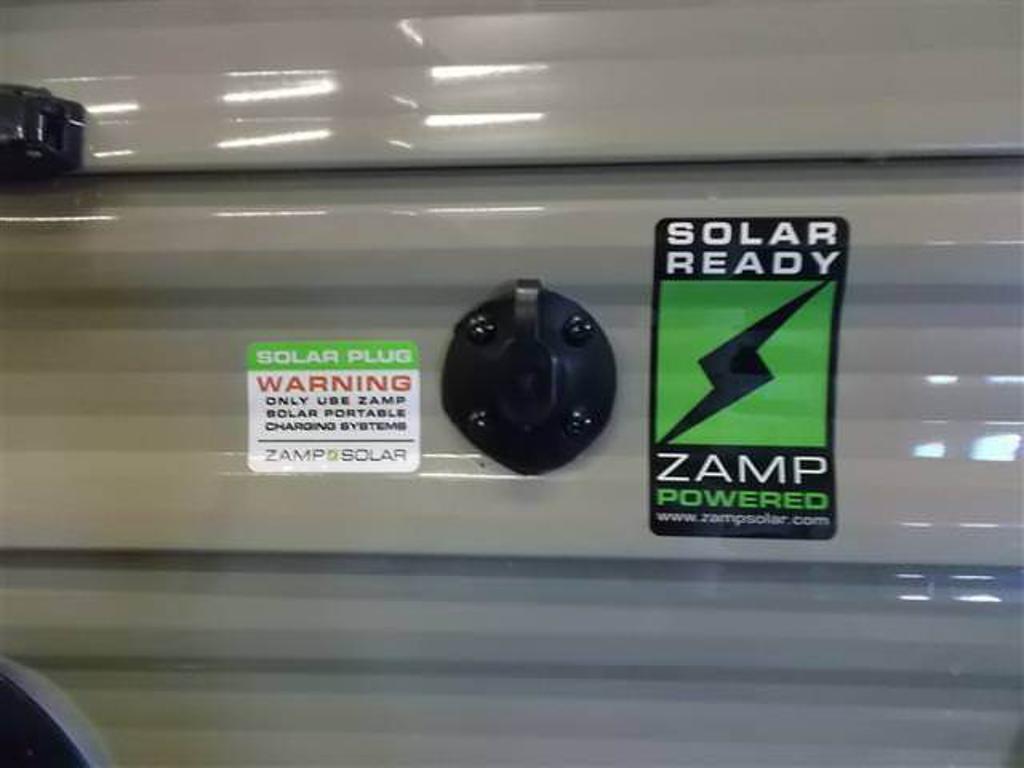 SOLAR PLUG
WARNING
ONLY USE ZAMP
SOLAR PORTABLE
CHARGING SYSTEMS
ZAMP SOLAR
SOLAR
READY
ZAMP
POWERED
www.zampsolar.com